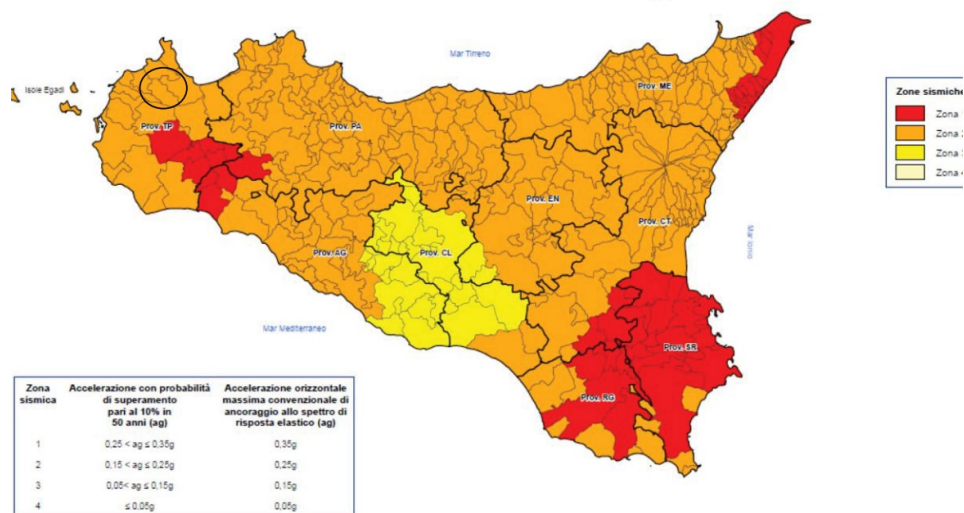 Mar Tirreno
Isole Egadi
Prov. ME
Prov. TP
Prov. PA
Zone sismiche
Zona
Zona 2
Zona 3
Zona 4
Prov. EN
Prov. CT
Mar Ionio
Prov. AG
Prov. CL
Mar Mediterraneo
Prov. SR
Prov. RG
Zona sismica
Accelerazione con probabilità di superamento pari al 10% in 50 anni (ag)
Accelerazione orizzontale massima convenzionale di ancoraggio allo spettro di risposta elastico (ag)
1 0,25 < ag ≤ 0,35g 0,35g
2 0,15 < ag ≤ 0,25g 0,25g
3 0,05< ag ≤ 0,15g 0,15g
4 ≤ 0,05g 0,05g